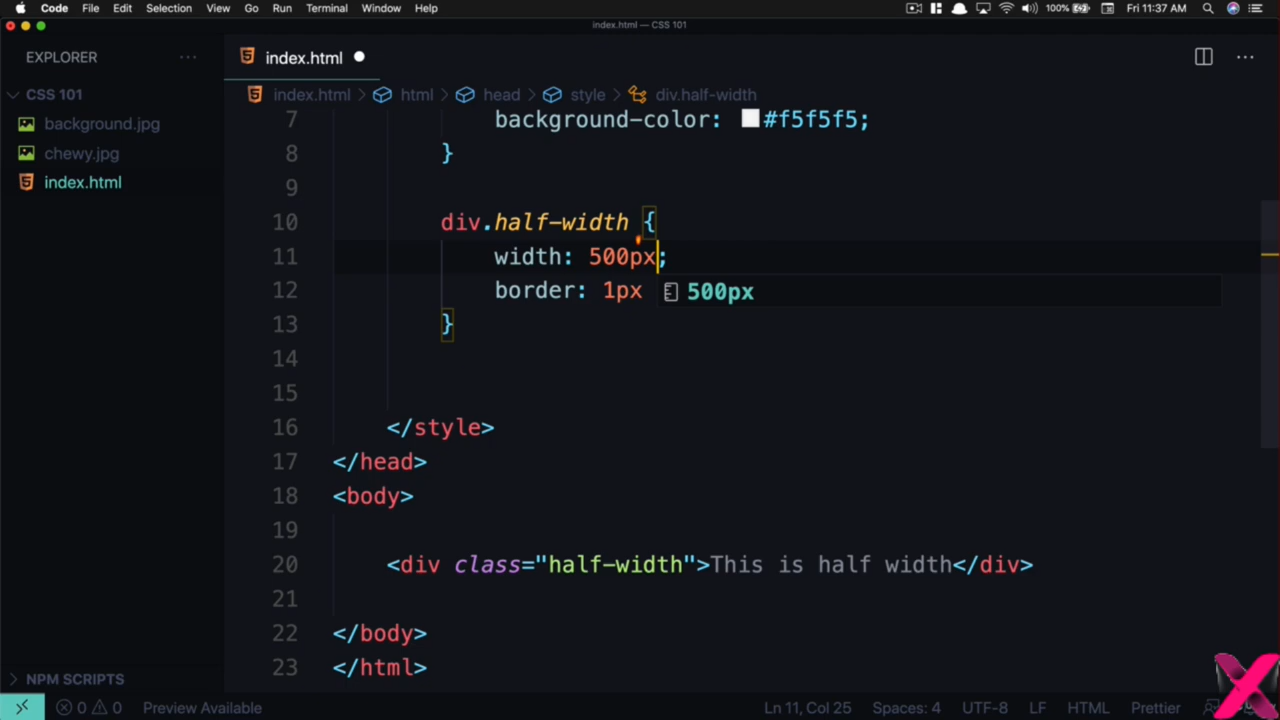 Code File Edit Selection View Go Run Terminal Window Help 100% Fri 11:37 AM
index.html — CSS 101
EXPLORER
index.html
CSS 101
index.html > html > head > style > div.half-width
background.jpg
chewy.jpg
index.html
7 background-color: #f5f5f5;
8 }
9
10 div.half-width {
11 width: 500px;
12 border: 1px
500px
13 }
14
15
16 </style>
17 </head>
18 <body>
19
20 <div class="half-width">This is half width</div>
21
22 </body>
23 </html>
NPM SCRIPTS
0 0 Preview Available Ln 11, Col 25 Spaces: 4 UTF-8 LF HTML Prettier
X